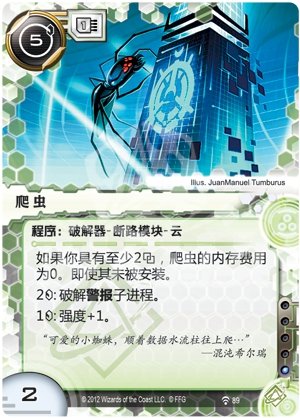 5
1
Illus. JuanManuel Tumburus
爬虫
程序：破解器-断路模块-云
如果你具有至少2，爬虫的内存费用
为0。即使其未被安装。
2：破解警报子进程。
1：强度+1。
“可爱的小蜘蛛，顺着数据水流往上爬…”
—混沌希尔瑞
2
© 2012 Wizards of the Coast LLC. © FFG
89